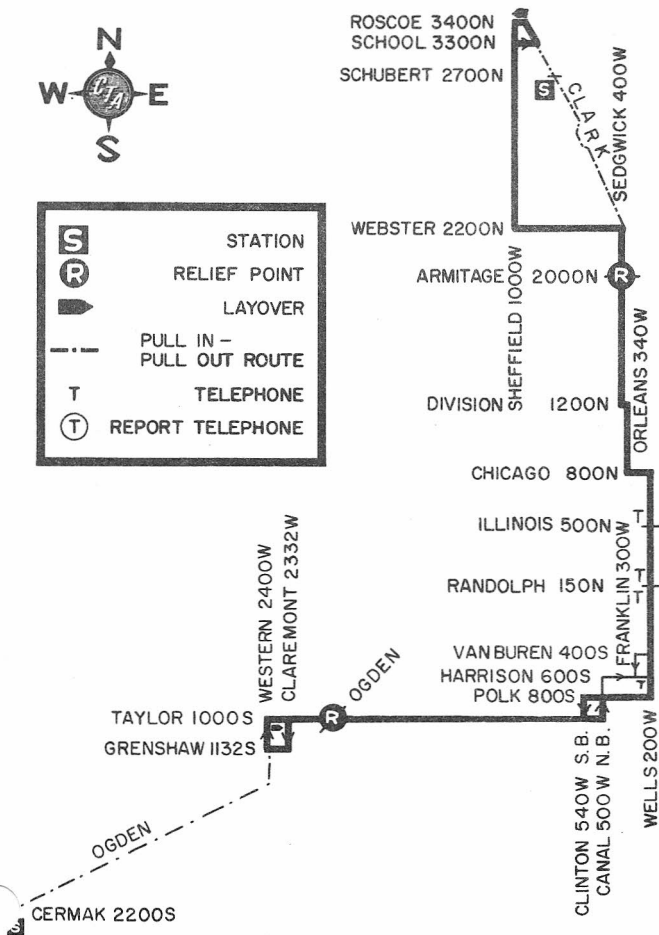 N
W CTA E
S
S STATION
R RELIEF POINT
LAYOVER
PULL IN –
PULL OUT ROUTE
T TELEPHONE
T REPORT TELEPHONE
ROSCOE 3400N
SCHOOL 3300N
SCHUBERT 2700N
S
CLARK
SEDGWICK 400W
WEBSTER 2200N
ARMITAGE 2000N R
SHEFFIELD 1000W
ORLEANS 340W
DIVISION 1200N
CHICAGO 800N
ILLINOIS 500N T
FRANKLIN 300W
RANDOLPH 150N T
T
VAN BUREN 400S
HARRISON 600S T
POLK 800S
WESTERN 2400W
CLAREMONT 2332W
OGDEN
TAYLOR 1000S R
GRENSHAW 1132S
CLINTON 540W S.B.
CANAL 500W N.B.
WELLS 200W
OGDEN
CERMAK 2200S
S